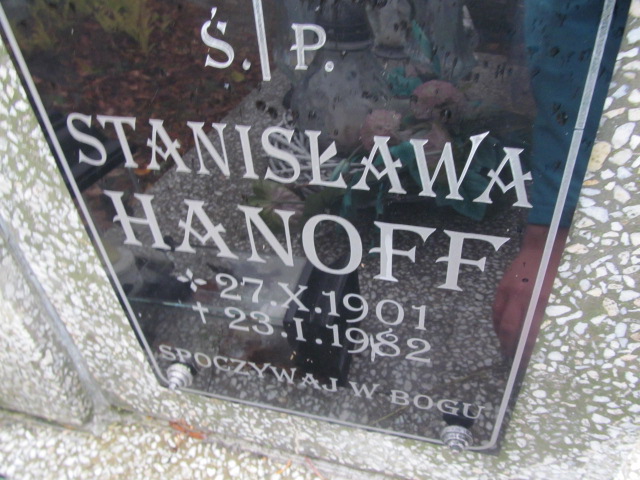 Ś. P.
STANISŁAWA
HANOFF
* 27.X.1901
† 23.I.1982
SPOCZYWAJ W BOGU